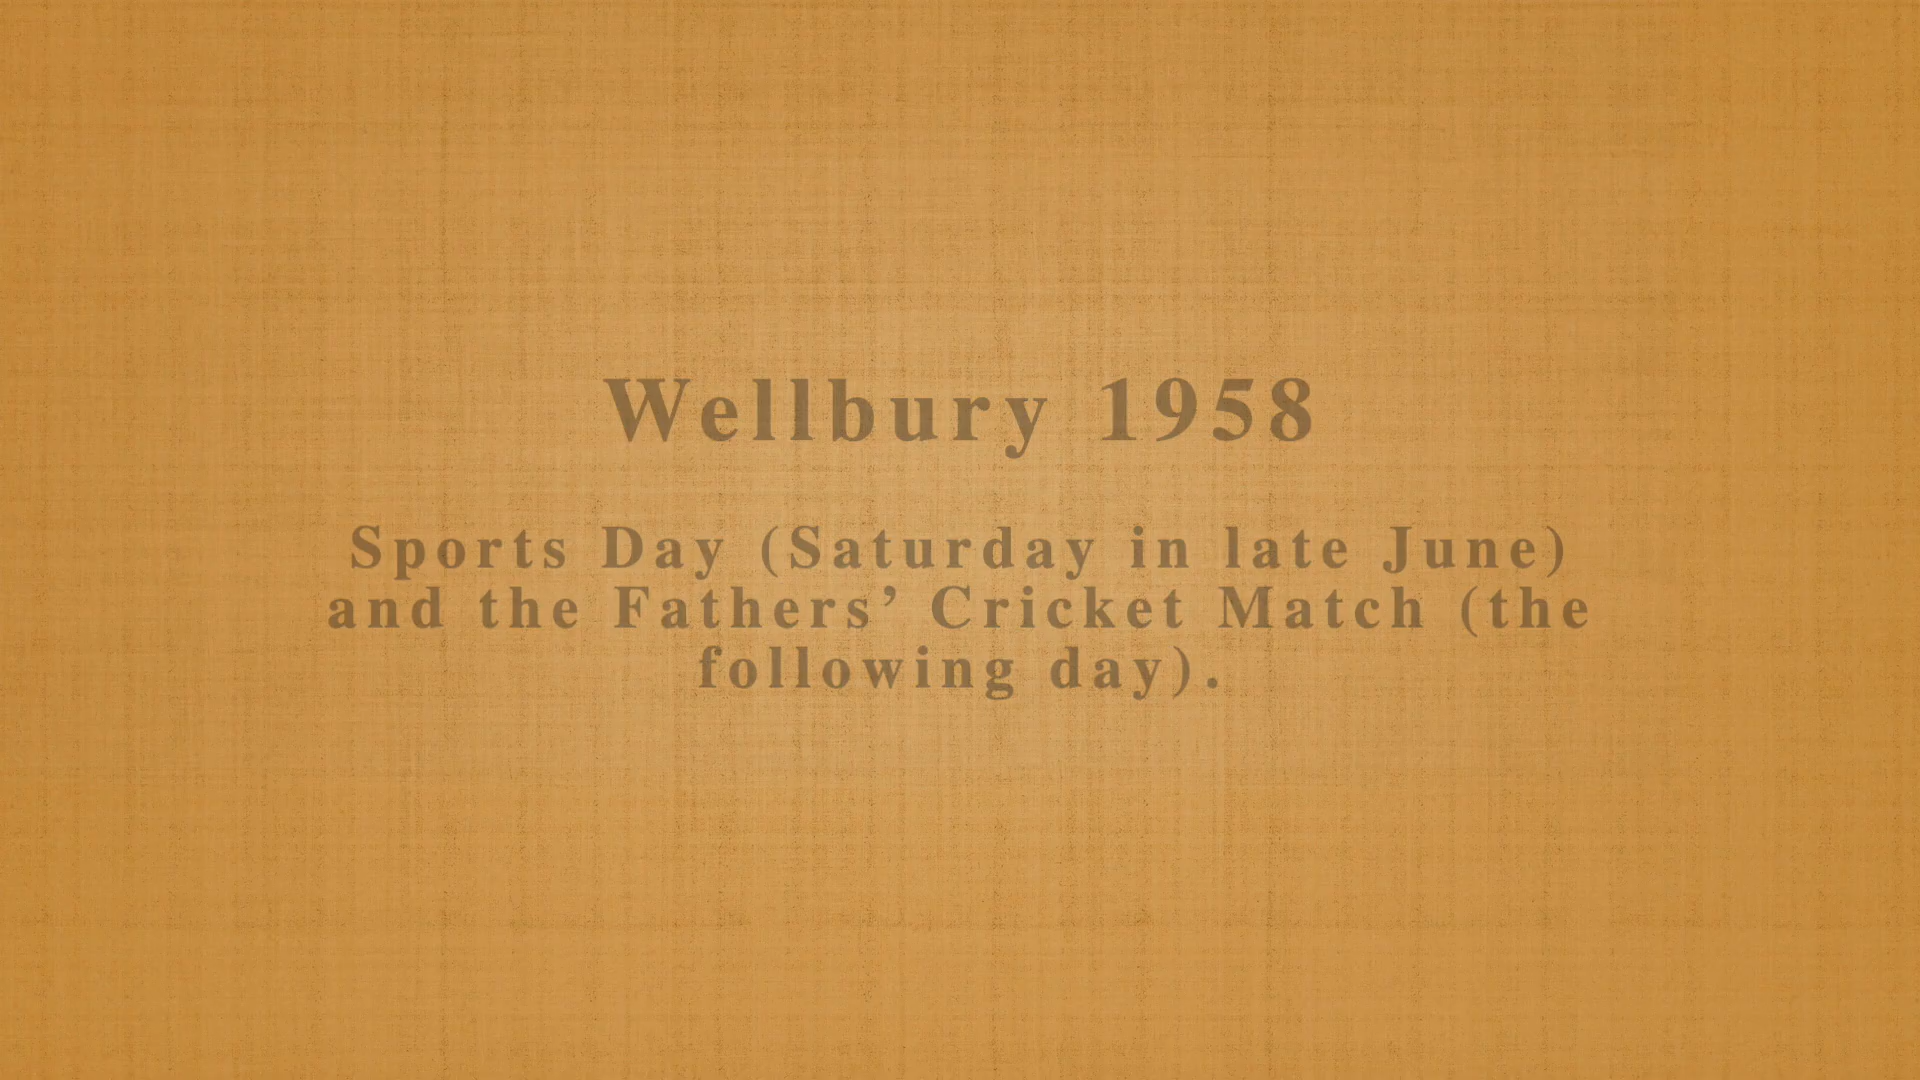 Wellbury 1958
Sports Day (Saturday in late June)
and the Fathers’ Cricket Match (the
following day).